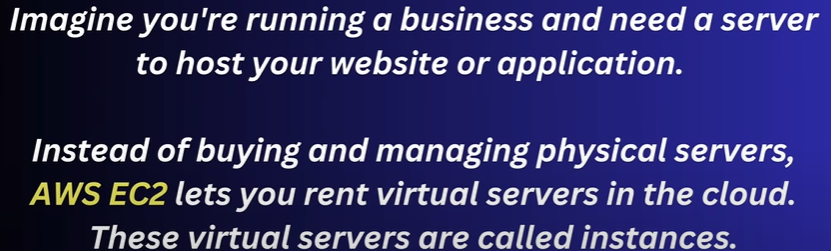 Imagine you're running a business and need a server
to host your website or application.
Instead of buying and managing physical servers,
AWS EC2 lets you rent virtual servers in the cloud.
These virtual servers are called instances.